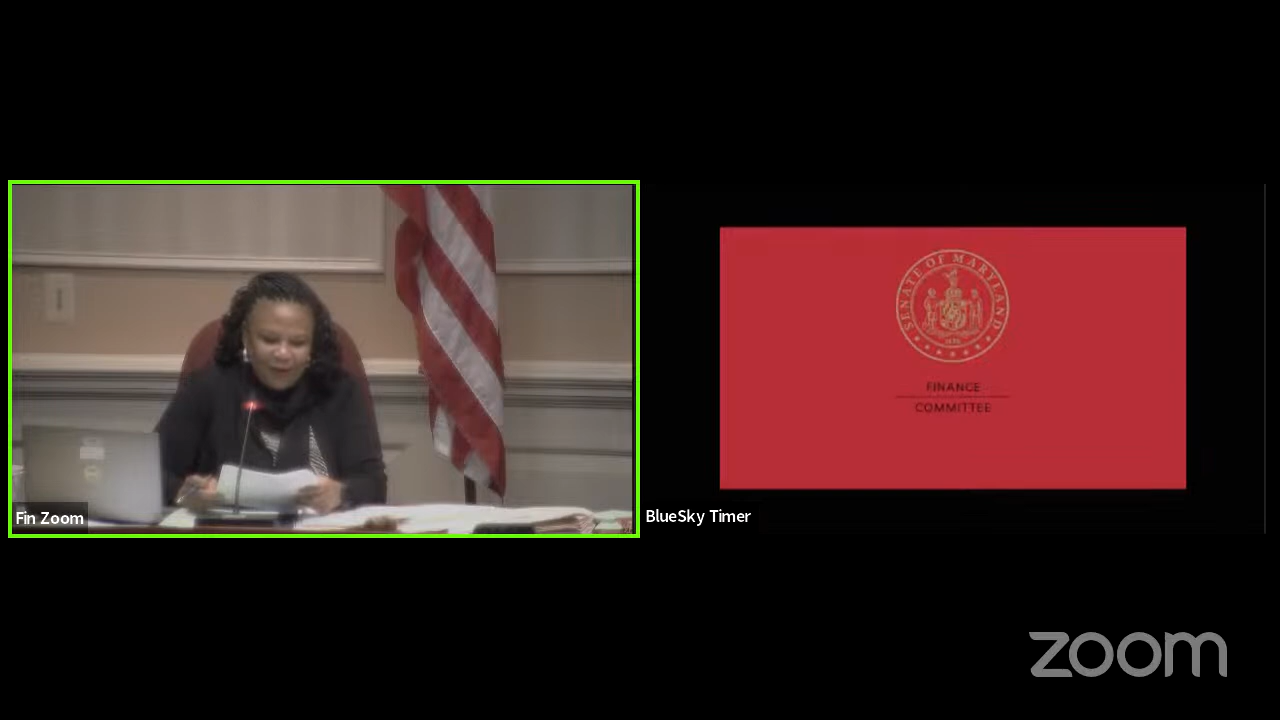 SENATE OF MARYLAND
FINANCE
COMMITTEE
Fin Zoom
BlueSky Timer
zoom